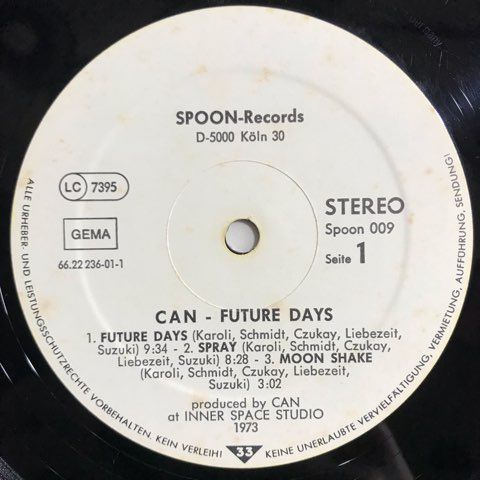 SPOON-Records
D-5000 Köln 30
LC 7395
GEMA
66.22 236-01-1
STEREO
Spoon 009
Seite 1
CAN - FUTURE DAYS
1. FUTURE DAYS (Karoli, Schmidt, Czukay, Liebezeit,
Suzuki) 9:34 - 2. SPRAY (Karoli, Schmidt, Czukay,
Liebezeit, Suzuki) 8:28 - 3. MOON SHAKE
(Karoli, Schmidt, Czukay, Liebezeit,
Suzuki) 3:02
produced by CAN
at INNER SPACE STUDIO
1973
33
ALLE URHEBER- UND LEISTUNGSSCHUTZRECHTE VORBEHALTEN. KEIN VERLEIH! KEINE UNERLAUBTE VERVIELFÄLTIGUNG, VERMIETUNG, AUFFÜHRUNG, SENDUNG!